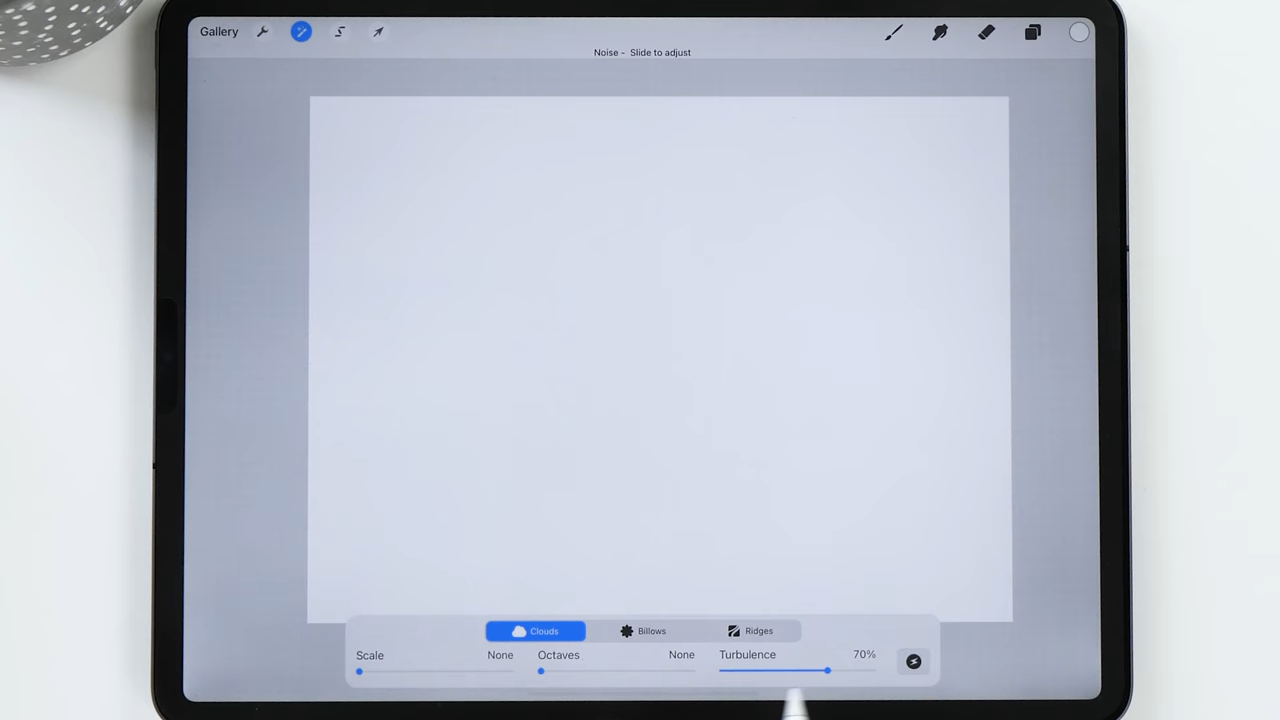 Gallery
Noise - Slide to adjust
Clouds Billows Ridges
Scale None Octaves None Turbulence 70%